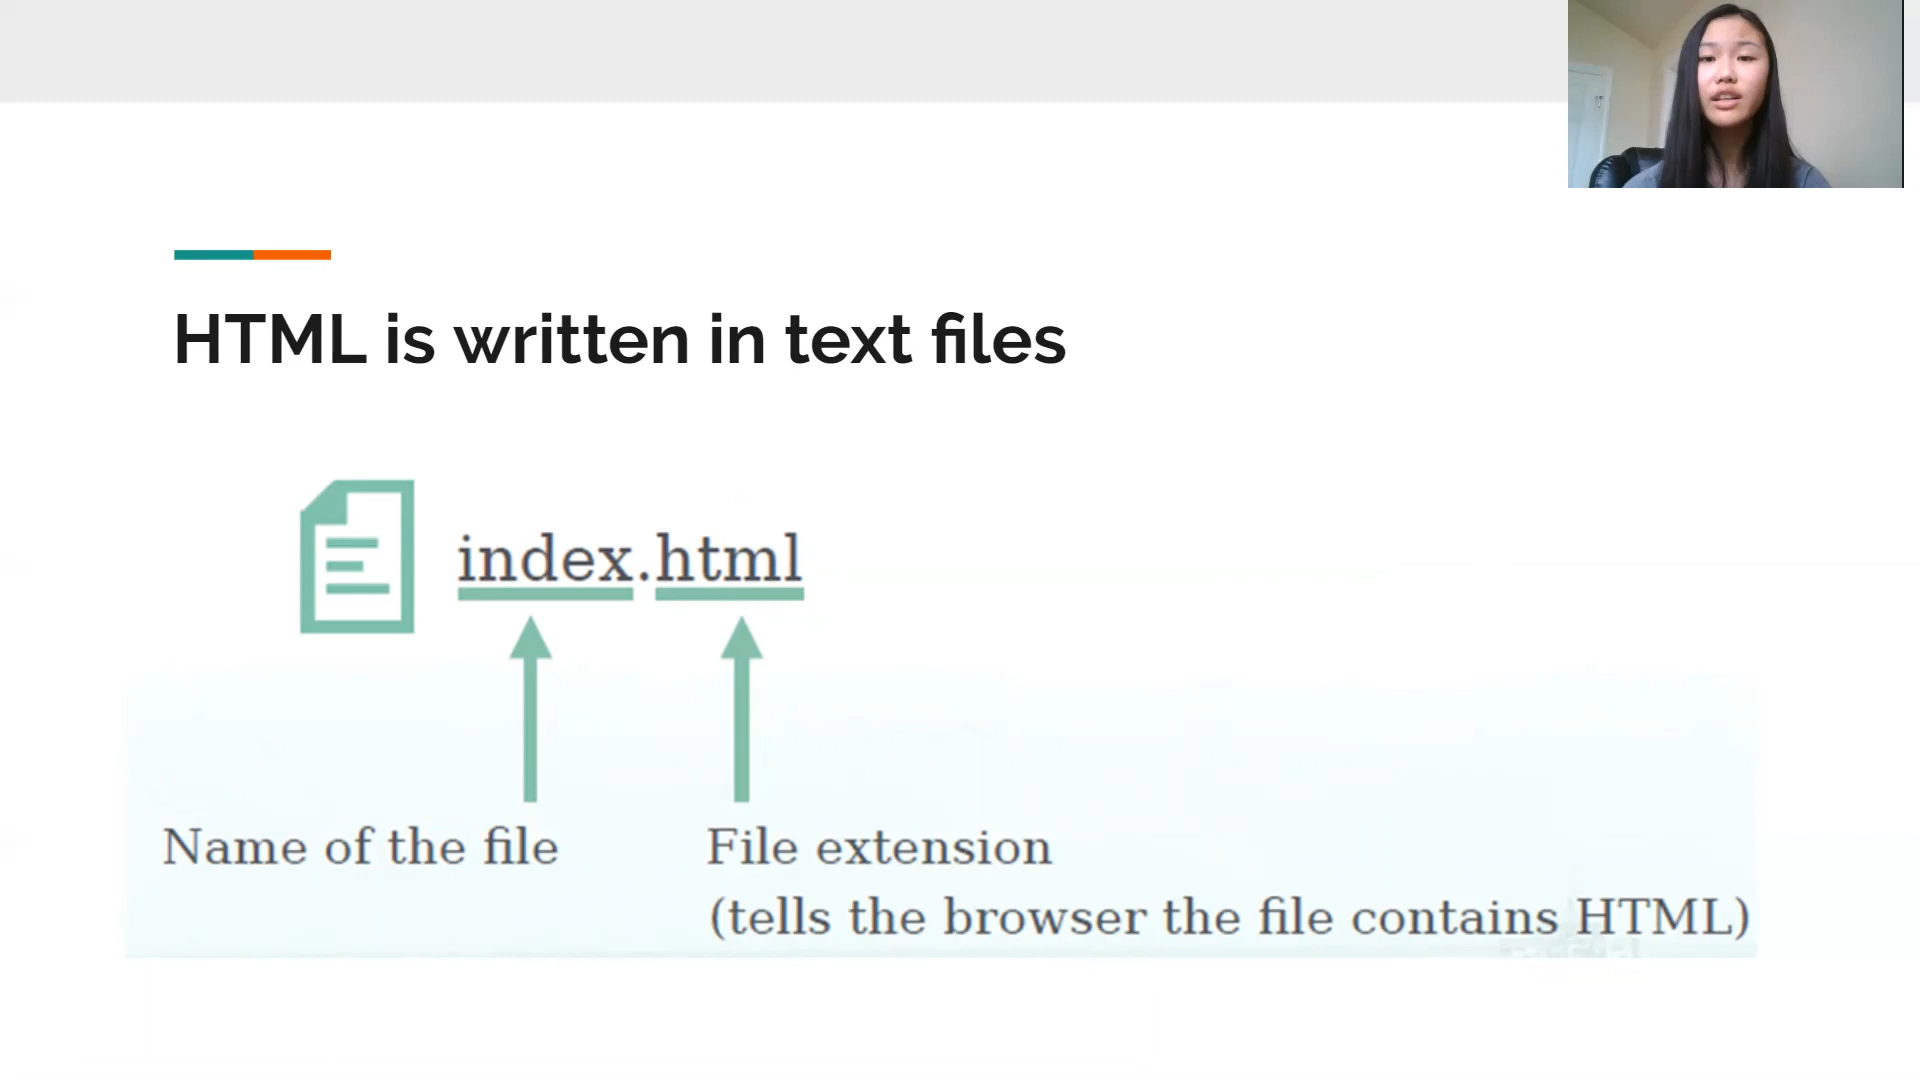 HTML is written in text files
index.html
Name of the file
File extension
(tells the browser the file contains HTML)